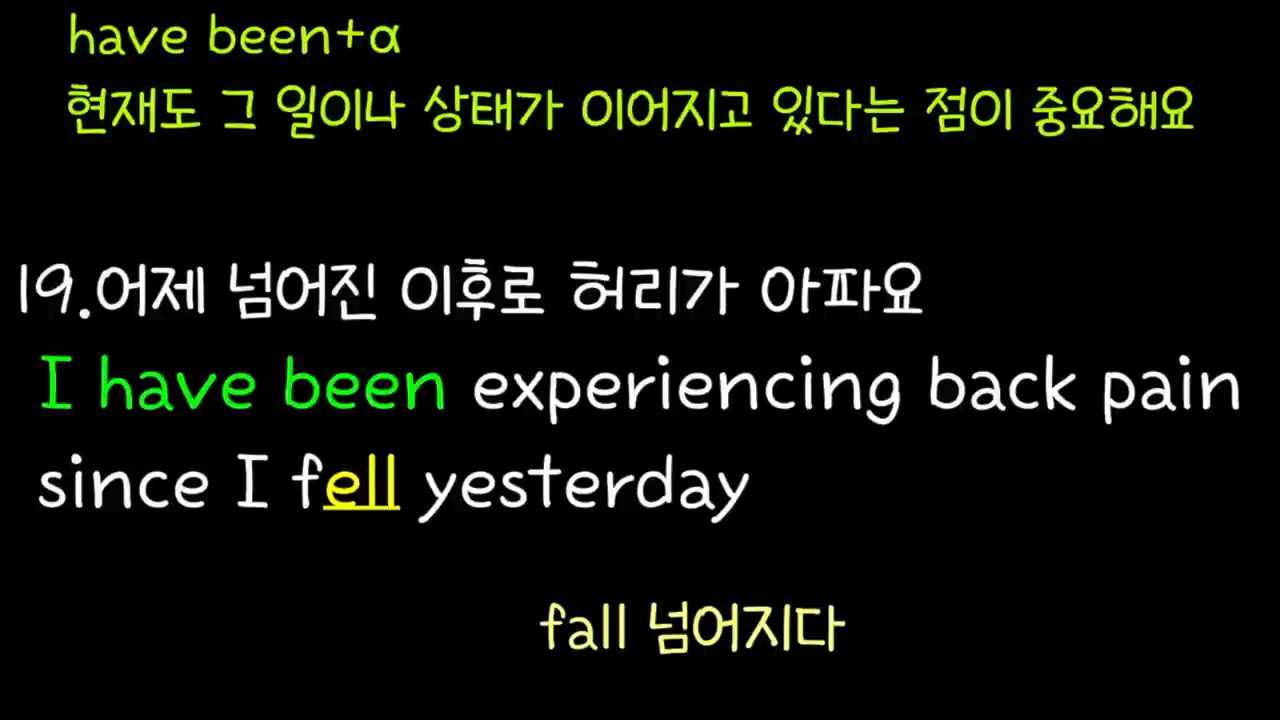 have been+α
현재도 그 일이나 상태가 이어지고 있다는 점이 중요해요
19.어제 넘어진 이후로 허리가 아파요
I have been experiencing back pain
since I fell yesterday
fall 넘어지다